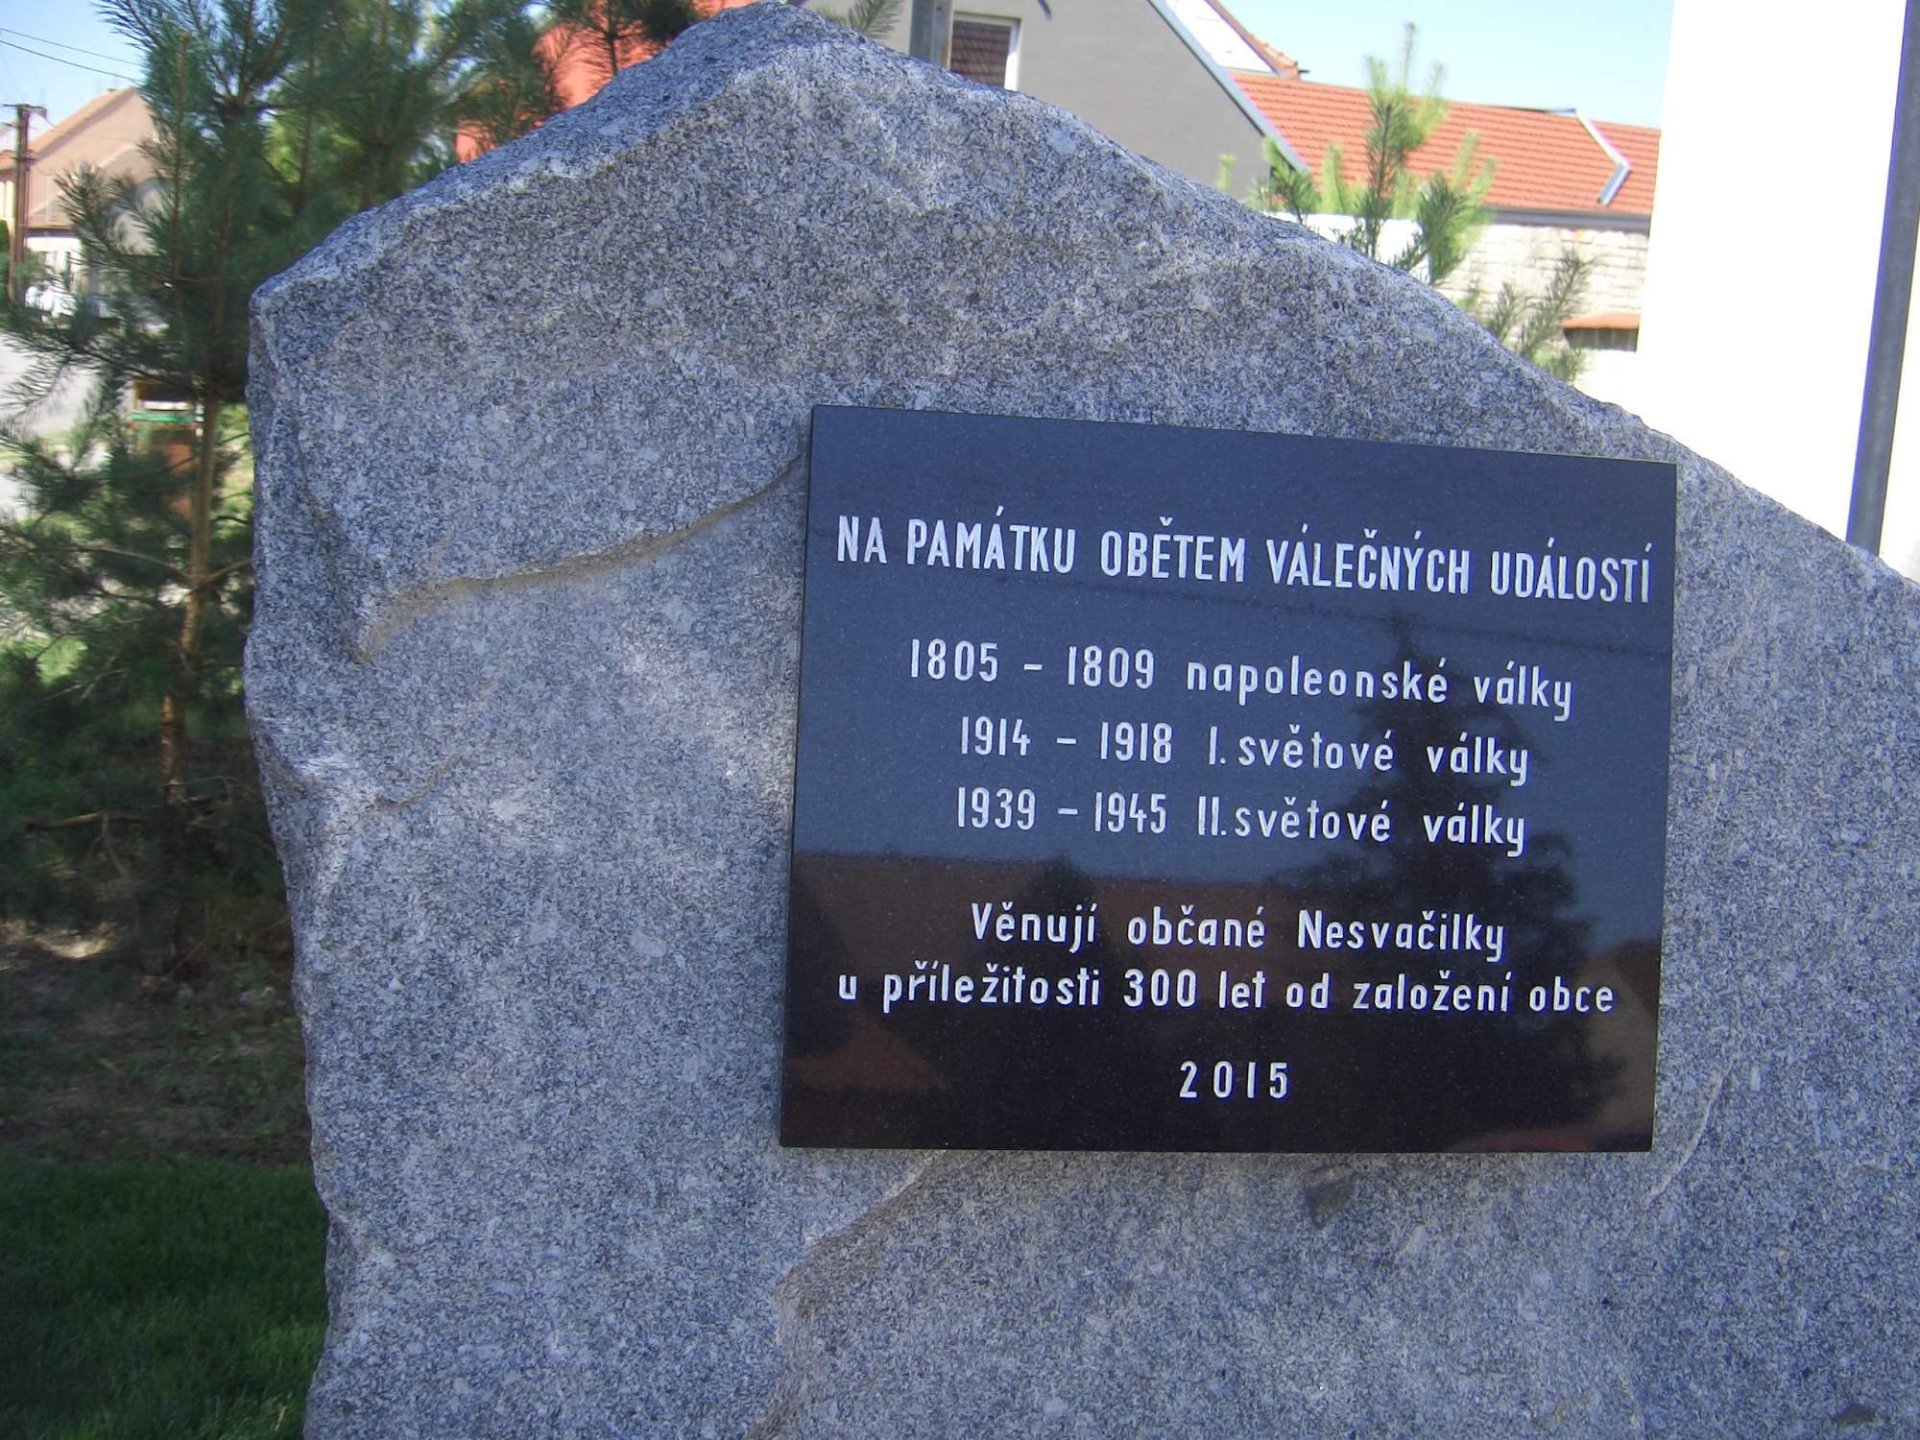 NA PAMÁTKU OBĚTEM VÁLEČNÝCH UDÁLOSTÍ
1805 - 1809 napoleonské války
1914 - 1918 I. světové války
1939 - 1945 II. světové války
Věnují občané Nesvačilky
u příležitosti 300 let od založení obce
2015